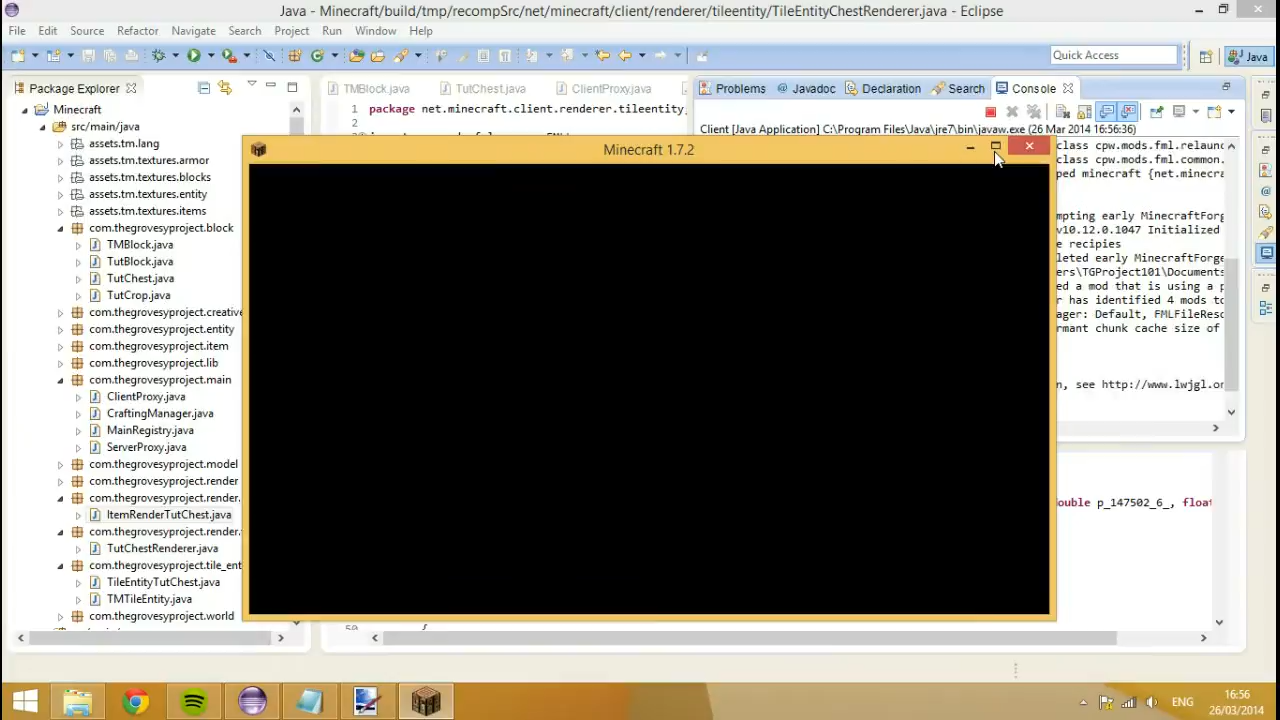 Java - Minecraft/build/tmp/recompSrc/net/minecraft/client/renderer/tileentity/TileEntityChestRenderer.java - Eclipse
File Edit Source Refactor Navigate Search Project Run Window Help
Quick Access
Java
Package Explorer
Minecraft
src/main/java
assets.tm.lang
assets.tm.textures.armor
assets.tm.textures.blocks
assets.tm.textures.entity
assets.tm.textures.items
com.thegrovesyproject.block
TMBlock.java
TutBlock.java
TutChest.java
TutCrop.java
com.thegrovesyproject.creative
com.thegrovesyproject.entity
com.thegrovesyproject.item
com.thegrovesyproject.lib
com.thegrovesyproject.main
ClientProxy.java
CraftingManager.java
MainRegistry.java
ServerProxy.java
com.thegrovesyproject.model
com.thegrovesyproject.render
com.thegrovesyproject.render.
ItemRenderTutChest.java
com.thegrovesyproject.render.
TutChestRenderer.java
com.thegrovesyproject.tile_ent
TileEntityTutChest.java
TMTileEntity.java
com.thegrovesyproject.world
TMBlock.java TutChest.java ClientProxy.java
1 package net.minecraft.client.renderer.tileentity
2
50 {
Problems Javadoc Declaration Search Console
Client [Java Application] C:\Program Files\Java\jre7\bin\javaw.exe (26 Mar 2014 16:56:36)
class cpw.mods.fml.relaun
class cpw.mods.fml.common.
ped minecraft {net.minecra
mpting early MinecraftForge
v10.12.0.1047 Initialized
e recipies
leted early MinecraftForge
ers\TGProject101\Documents
d a mod that is using a p
r has identified 4 mods to
ager: Default, FMLFileReso
rmant chunk cache size of
n, see http://www.lwjgl.or
double p_147502_6_, float
Minecraft 1.7.2
ENG
16:56
26/03/2014